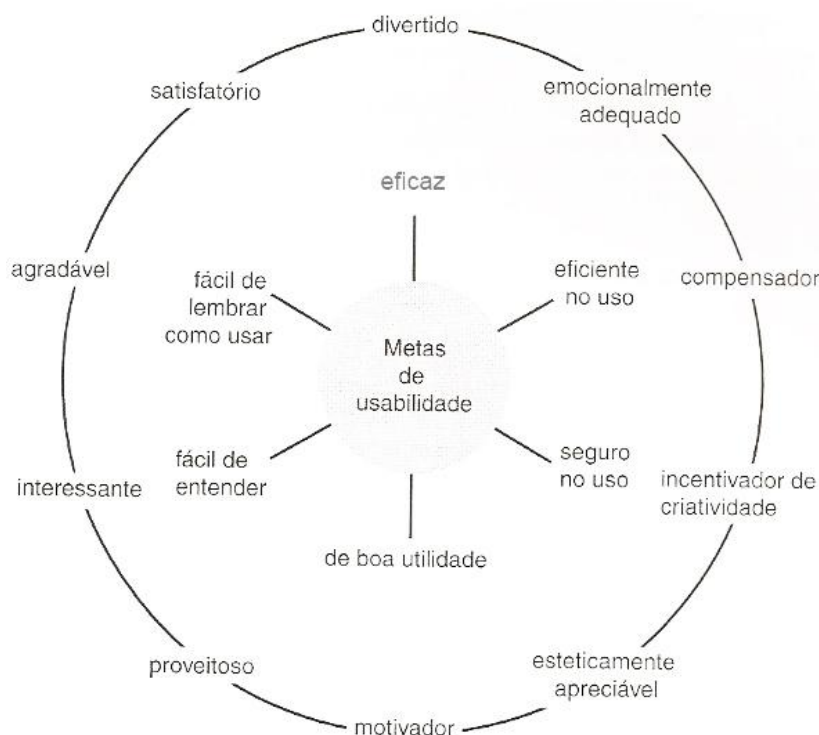 divertido
satisfatório
emocionalmente
adequado
eficaz
agradável
fácil de
lembrar
como usar
eficiente
no uso
compensador
Metas
de
usabilidade
interessante
fácil de
entender
seguro
no uso
incentivador de
criatividade
de boa utilidade
proveitoso
esteticamente
apreciável
motivador